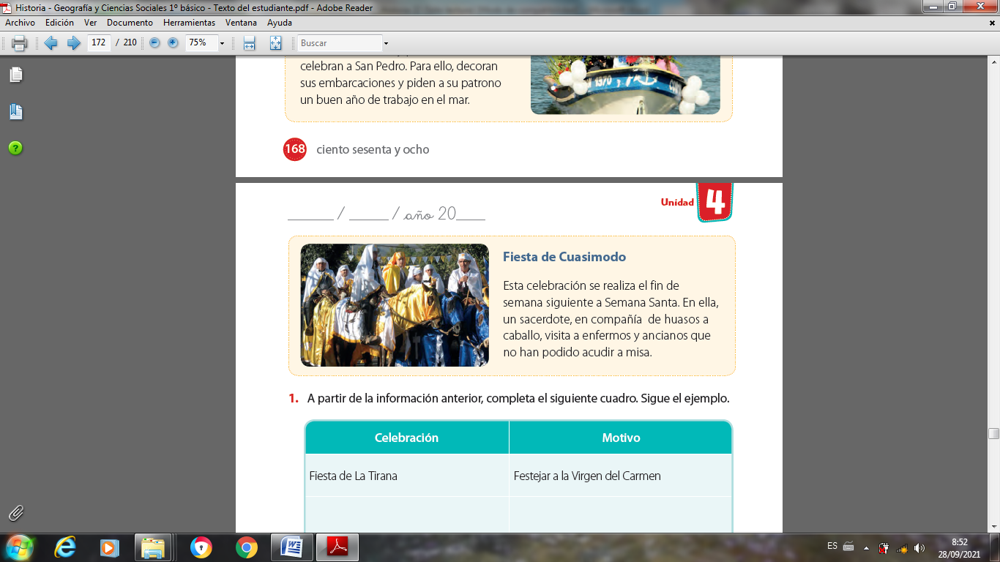 Historia - Geografía y Ciencias Sociales 1º básico - Texto del estudiante.pdf - Adobe Reader
Archivo Edición Ver Documento Herramientas Ventana Ayuda
172 / 210 75% Buscar
celebran a San Pedro. Para ello, decoran
sus embarcaciones y piden a su patrono
un buen año de trabajo en el mar.
1370
168 ciento sesenta y ocho
Unidad 4
/ / año 20
Fiesta de Cuasimodo
Esta celebración se realiza el fin de
semana siguiente a Semana Santa. En ella,
un sacerdote, en compañía de huasos a
caballo, visita a enfermos y ancianos que
no han podido acudir a misa.
1. A partir de la información anterior, completa el siguiente cuadro. Sigue el ejemplo.
Celebración Motivo
Fiesta de La Tirana Festejar a la Virgen del Carmen
ES 8:52
28/09/2021